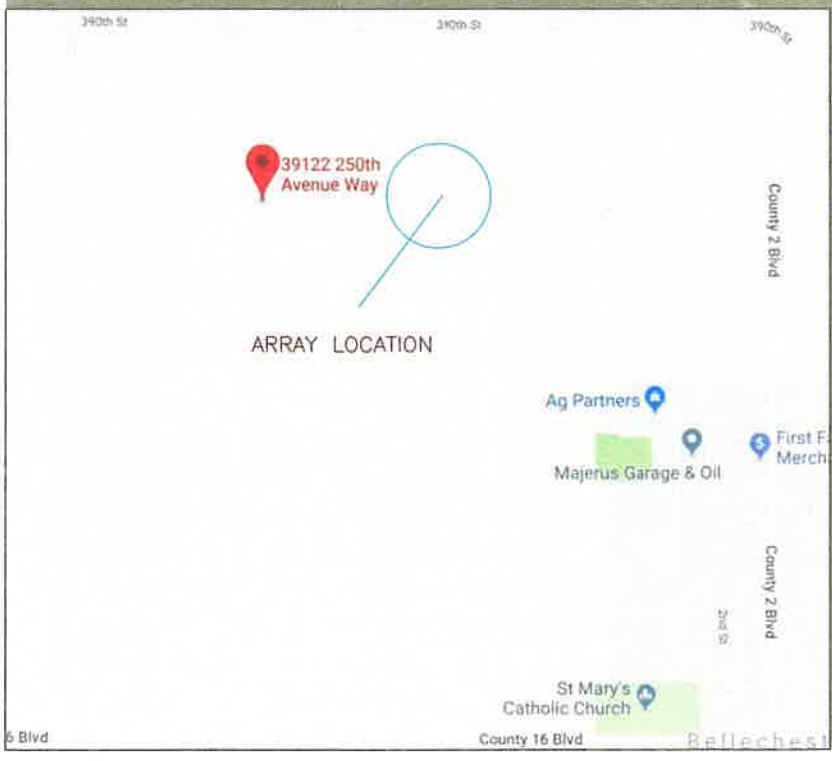 390th St
390th St
390th St
39122 250th
Avenue Way
County 2 Blvd
ARRAY LOCATION
Ag Partners
First F
Merch
Majerus Garage & Oil
County 2 Blvd
2nd St
St Mary's
Catholic Church
6 Blvd
County 16 Blvd
Bellechest